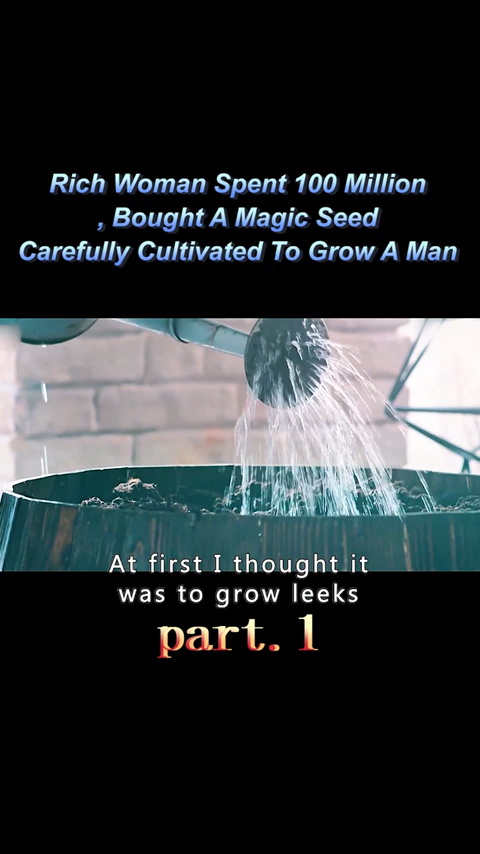 Rich Woman Spent 100 Million
, Bought A Magic Seed
Carefully Cultivated To Grow A Man
At first I thought it
was to grow leeks
part.1